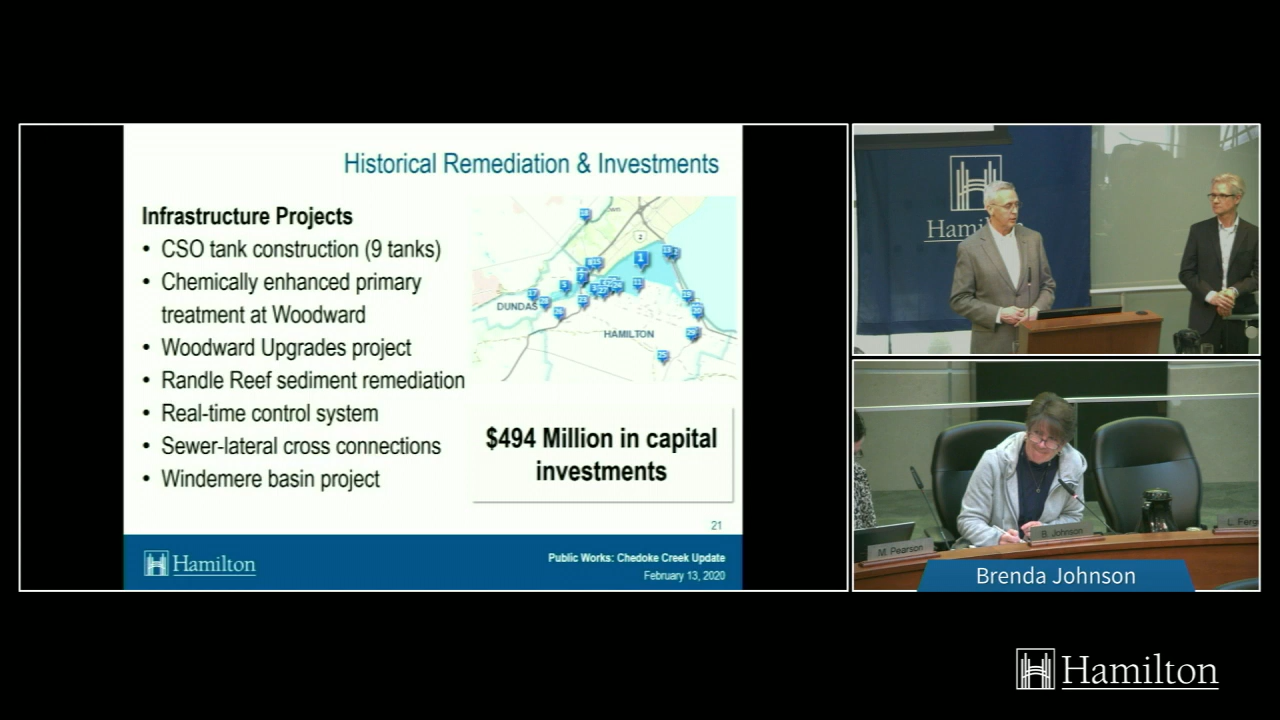 Historical Remediation & Investments
Infrastructure Projects
• CSO tank construction (9 tanks)
• Chemically enhanced primary
treatment at Woodward
• Woodward Upgrades project
• Randle Reef sediment remediation
• Real-time control system
• Sewer-lateral cross connections
• Windemere basin project
DUNDAS
HAMILTON
$494 Million in capital
investments
21
Hamilton
Public Works: Chedoke Creek Update
February 13, 2020
Hamil
M. Pearson
B. Johnson
L. Ferg
Brenda Johnson
Hamilton